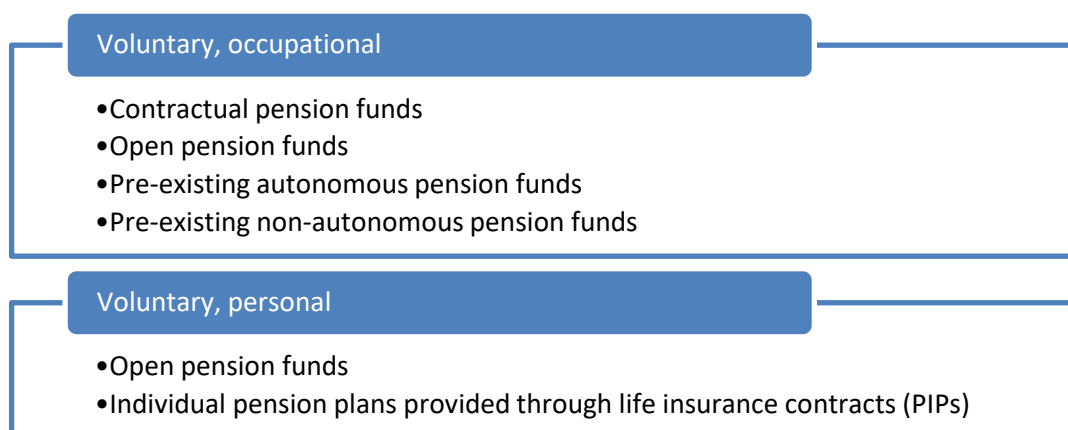 Voluntary, occupational
•Contractual pension funds
•Open pension funds
•Pre-existing autonomous pension funds
•Pre-existing non-autonomous pension funds
Voluntary, personal
•Open pension funds
•Individual pension plans provided through life insurance contracts (PIPs)